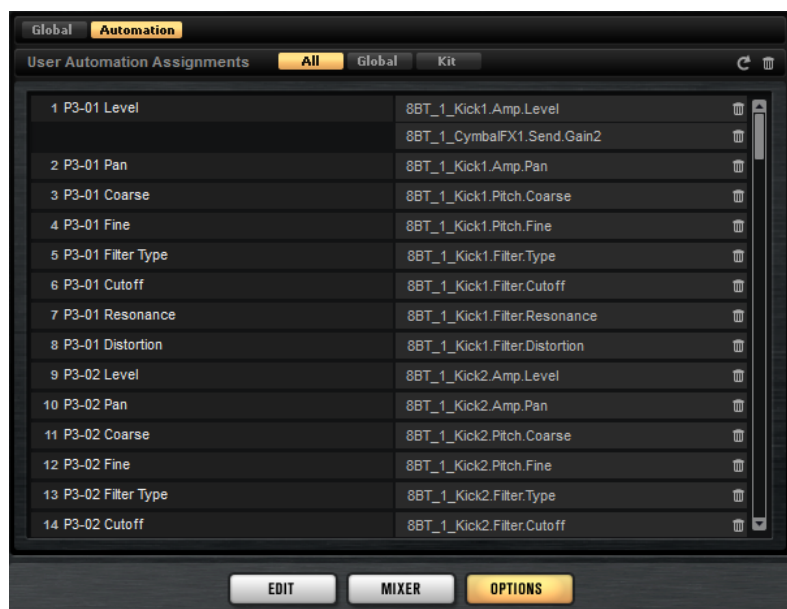 Global Automation
User Automation Assignments All Global Kit
1 P3-01 Level 8BT_1_Kick1.Amp.Level
8BT_1_CymbalFX1.Send.Gain2
2 P3-01 Pan 8BT_1_Kick1.Amp.Pan
3 P3-01 Coarse 8BT_1_Kick1.Pitch.Coarse
4 P3-01 Fine 8BT_1_Kick1.Pitch.Fine
5 P3-01 Filter Type 8BT_1_Kick1.Filter.Type
6 P3-01 Cutoff 8BT_1_Kick1.Filter.Cutoff
7 P3-01 Resonance 8BT_1_Kick1.Filter.Resonance
8 P3-01 Distortion 8BT_1_Kick1.Filter.Distortion
9 P3-02 Level 8BT_1_Kick2.Amp.Level
10 P3-02 Pan 8BT_1_Kick2.Amp.Pan
11 P3-02 Coarse 8BT_1_Kick2.Pitch.Coarse
12 P3-02 Fine 8BT_1_Kick2.Pitch.Fine
13 P3-02 Filter Type 8BT_1_Kick2.Filter.Type
14 P3-02 Cutoff 8BT_1_Kick2.Filter.Cutoff
EDIT MIXER OPTIONS